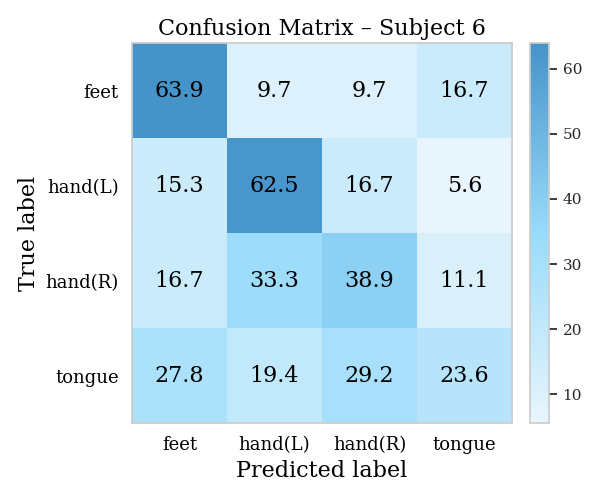 Confusion Matrix – Subject 6
True label
feet 63.9 9.7 9.7 16.7
hand(L) 15.3 62.5 16.7 5.6
hand(R) 16.7 33.3 38.9 11.1
tongue 27.8 19.4 29.2 23.6
feet hand(L) hand(R) tongue
Predicted label
60
50
40
30
20
10